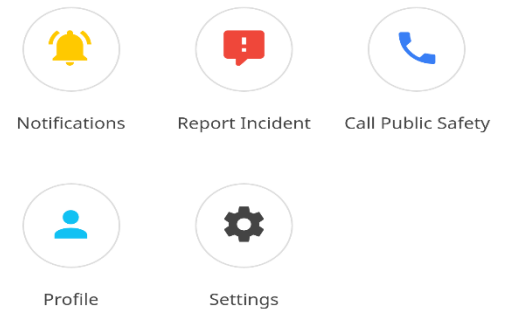 Notifications
Report Incident
Call Public Safety
Profile
Settings